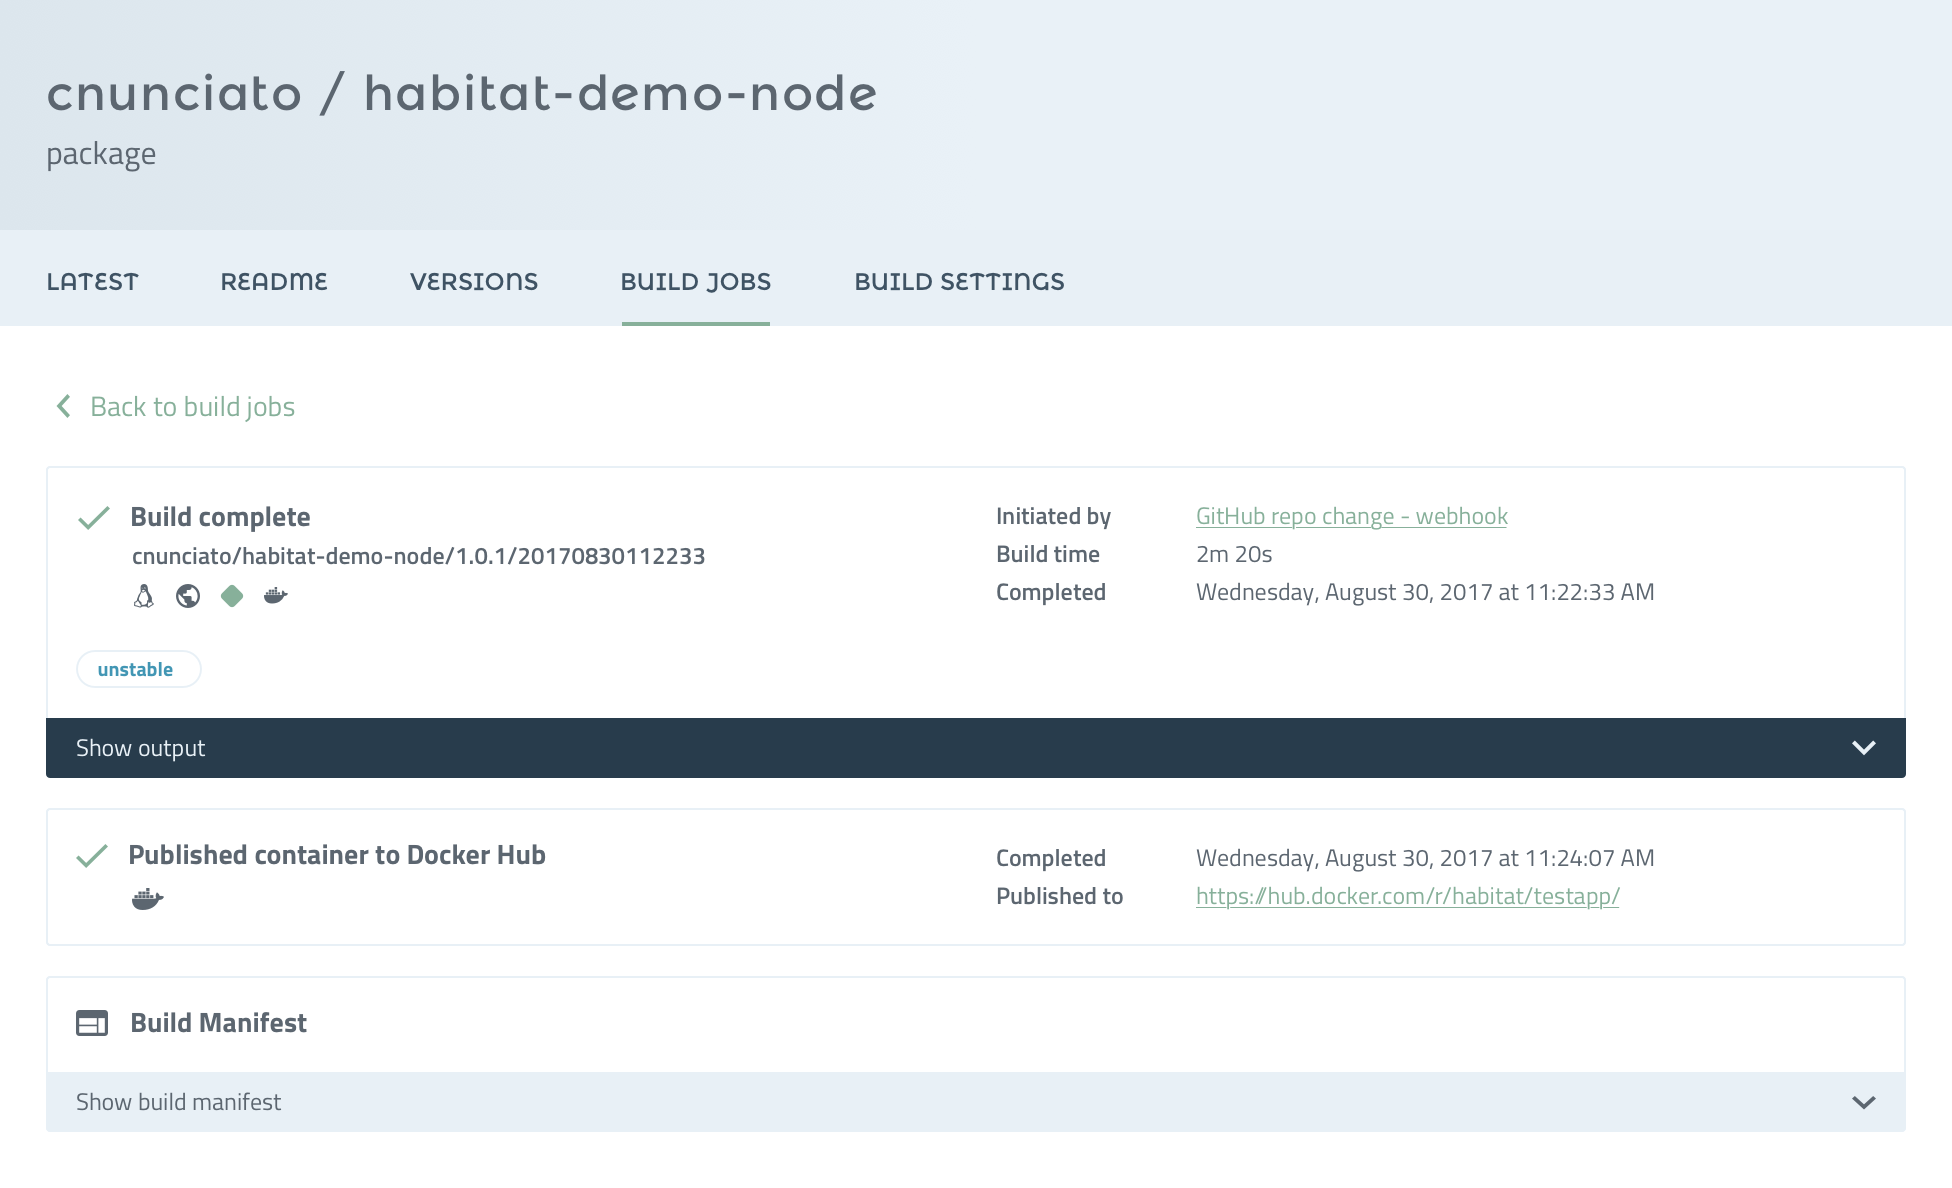 cnunciato / habitat-demo-node
package
LATEST README VERSIONS BUILD JOBS BUILD SETTINGS
Back to build jobs
Build complete
cnunciato/habitat-demo-node/1.0.1/20170830112233
unstable
Initiated by GitHub repo change - webhook
Build time 2m 20s
Completed Wednesday, August 30, 2017 at 11:22:33 AM
Show output
Published container to Docker Hub
Completed Wednesday, August 30, 2017 at 11:24:07 AM
Published to https://hub.docker.com/r/habitat/testapp/
Build Manifest
Show build manifest